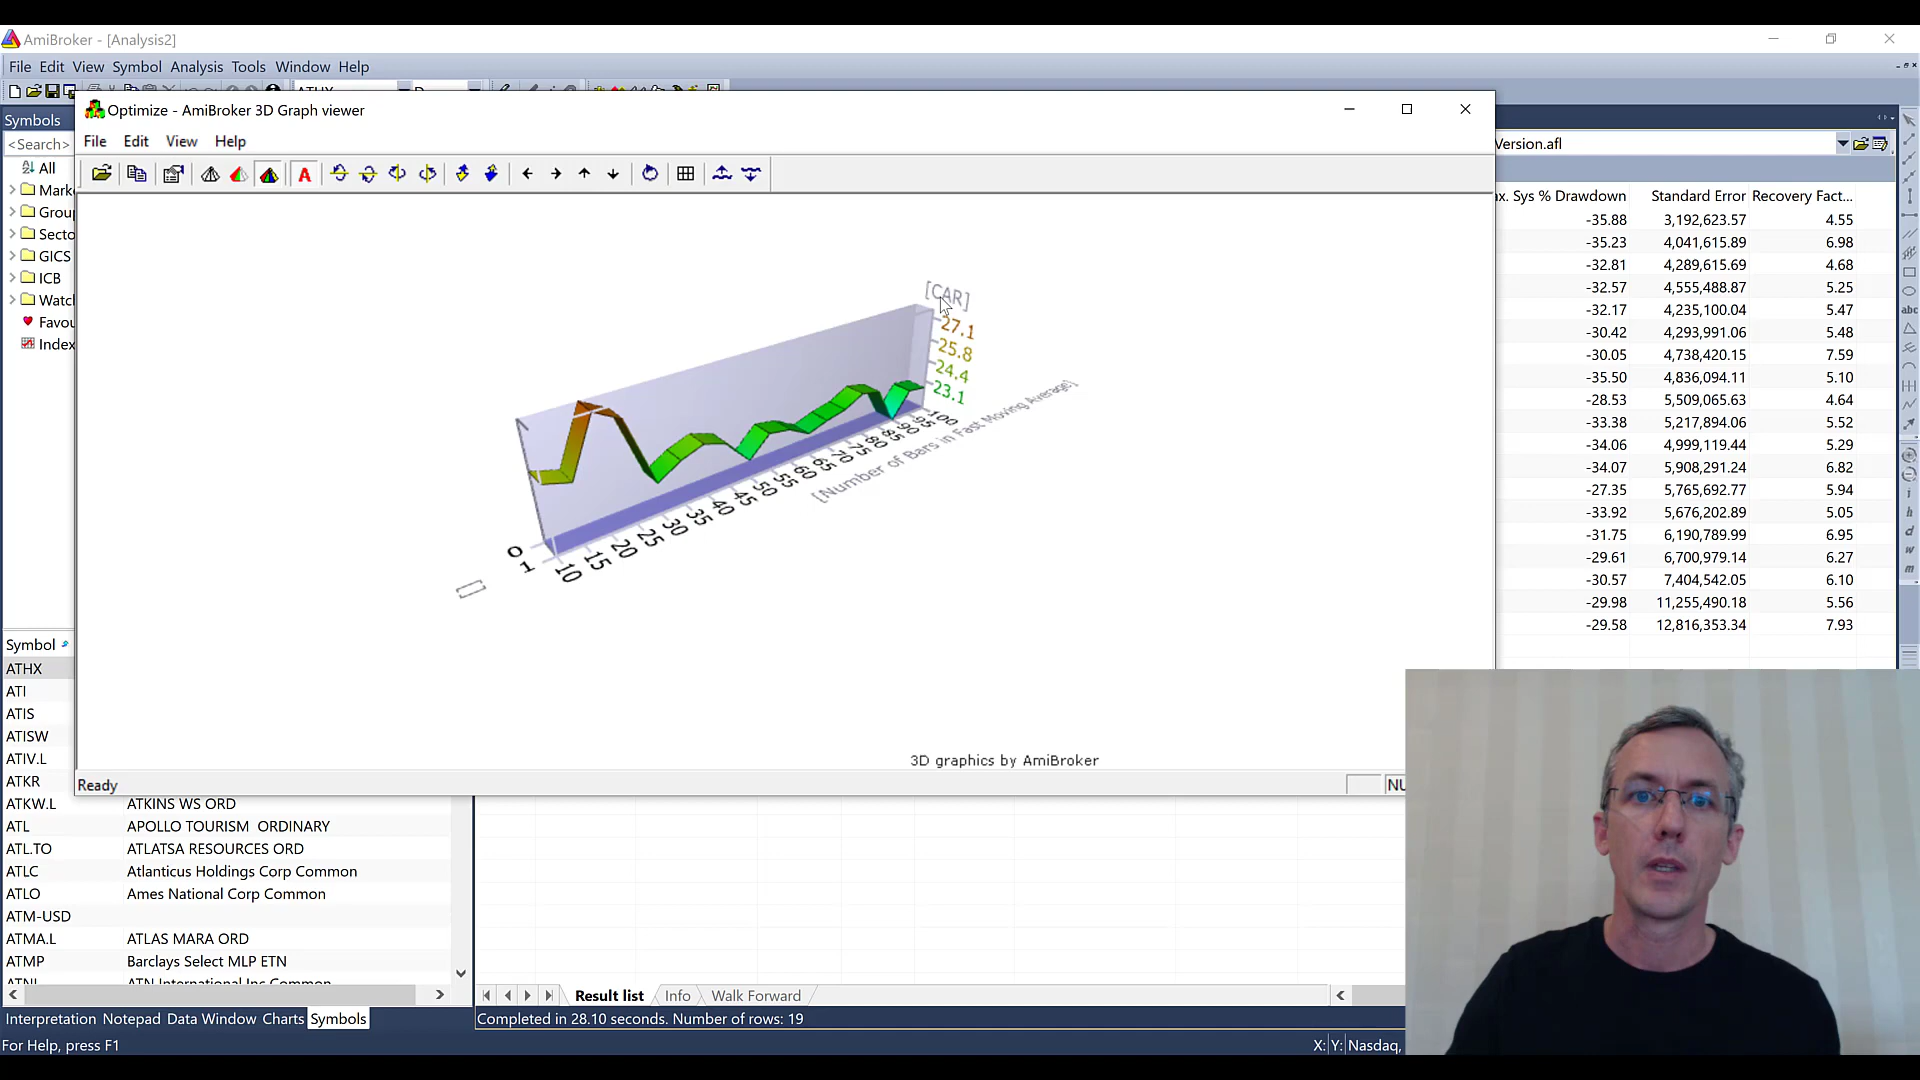 AmiBroker - [Analysis2]
File Edit View Symbol Analysis Tools Window Help
Optimize - AmiBroker 3D Graph viewer
File Edit View Help
Symbols
<Search>
All
Mark
Group
Secto
GICS
ICB
Watc
Favou
Index
Version.afl
x. Sys % Drawdown Standard Error Recovery Fact...
-35.88 3,192,623.57 4.55
-35.23 4,041,615.89 6.98
-32.81 4,289,615.69 4.68
-32.57 4,555,488.87 5.25
-32.17 4,235,100.04 5.47
-30.42 4,293,991.06 5.48
-30.05 4,738,420.15 7.59
-35.50 4,836,094.11 5.10
-28.53 5,509,065.63 4.64
-33.38 5,217,894.06 5.52
-34.06 4,999,119.44 5.29
-34.07 5,908,291.24 6.82
-27.35 5,765,692.77 5.94
-33.92 5,676,202.89 5.05
-31.75 6,190,789.99 6.95
-29.61 6,700,979.14 6.27
-30.57 7,404,542.05 6.10
-29.98 11,255,490.18 5.56
-29.58 12,816,353.34 7.93
[CAR]
27.1
25.8
24.4
23.1
0
1
10 15 20 25 30 35 40 45 50 55 60 65 70 75 80 85 90 95 100
[Number of Bars in Fast Moving Average]
[]
3D graphics by AmiBroker
Ready
NU
Symbol
ATHX
ATI
ATIS
ATISW
ATIV.L
ATKR
ATKW.L ATKINS WS ORD
ATL APOLLO TOURISM ORDINARY
ATL.TO ATLATSA RESOURCES ORD
ATLC Atlanticus Holdings Corp Common
ATLO Ames National Corp Common
ATM-USD
ATMA.L ATLAS MARA ORD
ATMP Barclays Select MLP ETN
ATNI ATN International Inc Common
Result list Info Walk Forward
Interpretation Notepad Data Window Charts Symbols
Completed in 28.10 seconds. Number of rows: 19
For Help, press F1
X: Y: Nasdaq,